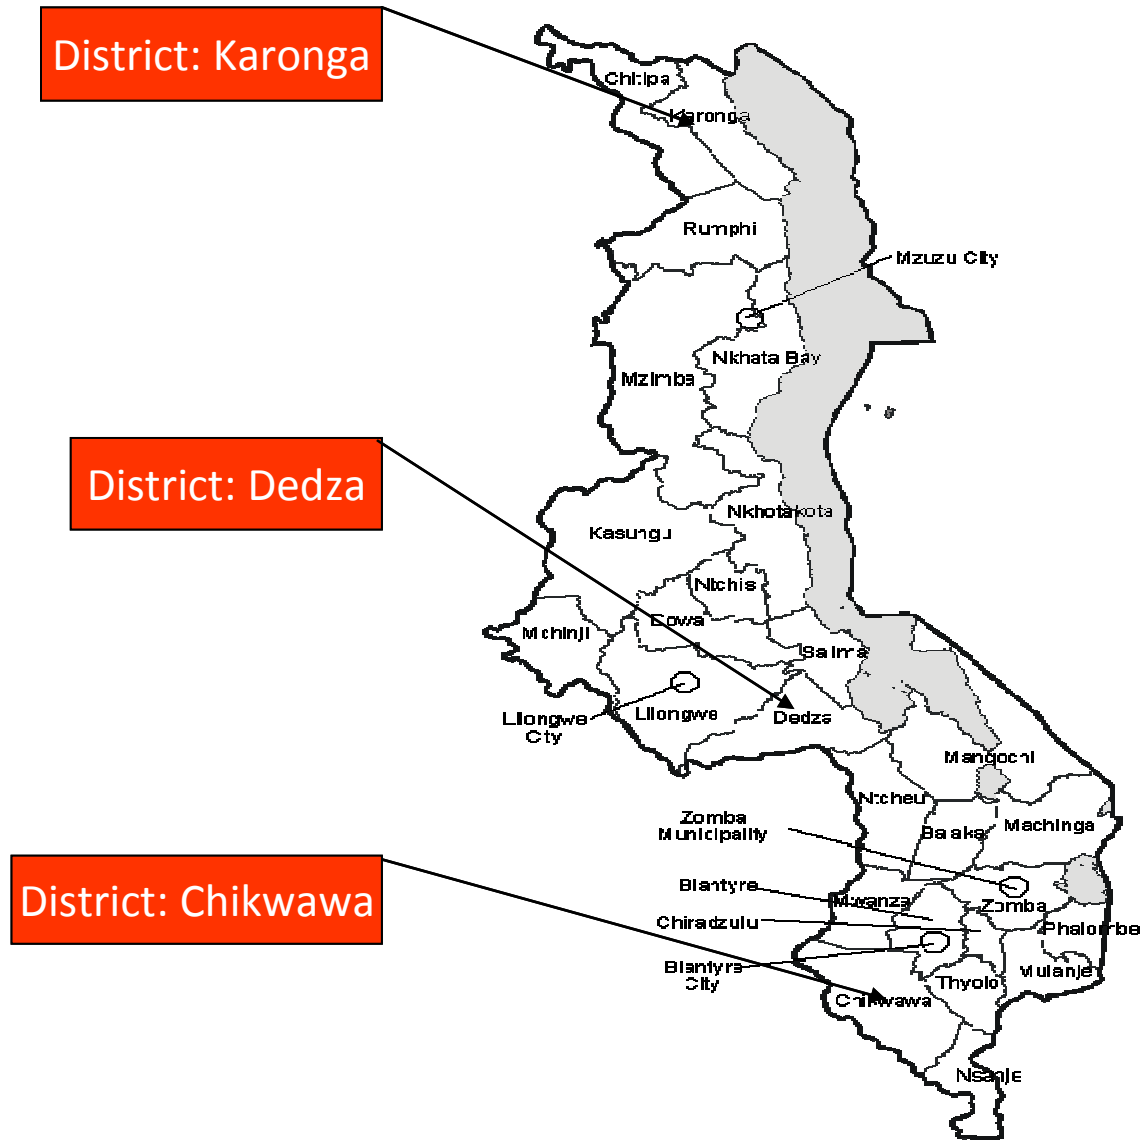 District: Karonga
Chitipa
Karonga
Rumphi
Mzuzu City
Nkhata Bay
Mzimba
District: Dedza
Nkhotakota
Kasungu
Ntchis
Dowa
Mchinji
Salima
Lilongwe
City
Lilongwe
Dedza
Mangochi
Ntcheu
Zomba
Municipality
Balaka
Machinga
District: Chikwawa
Blantyre
Mwanza
Zomba
Chiradzulu
Phalombe
Blantyre
City
Thyolo
Mulanje
Chikwawa
Nsanje